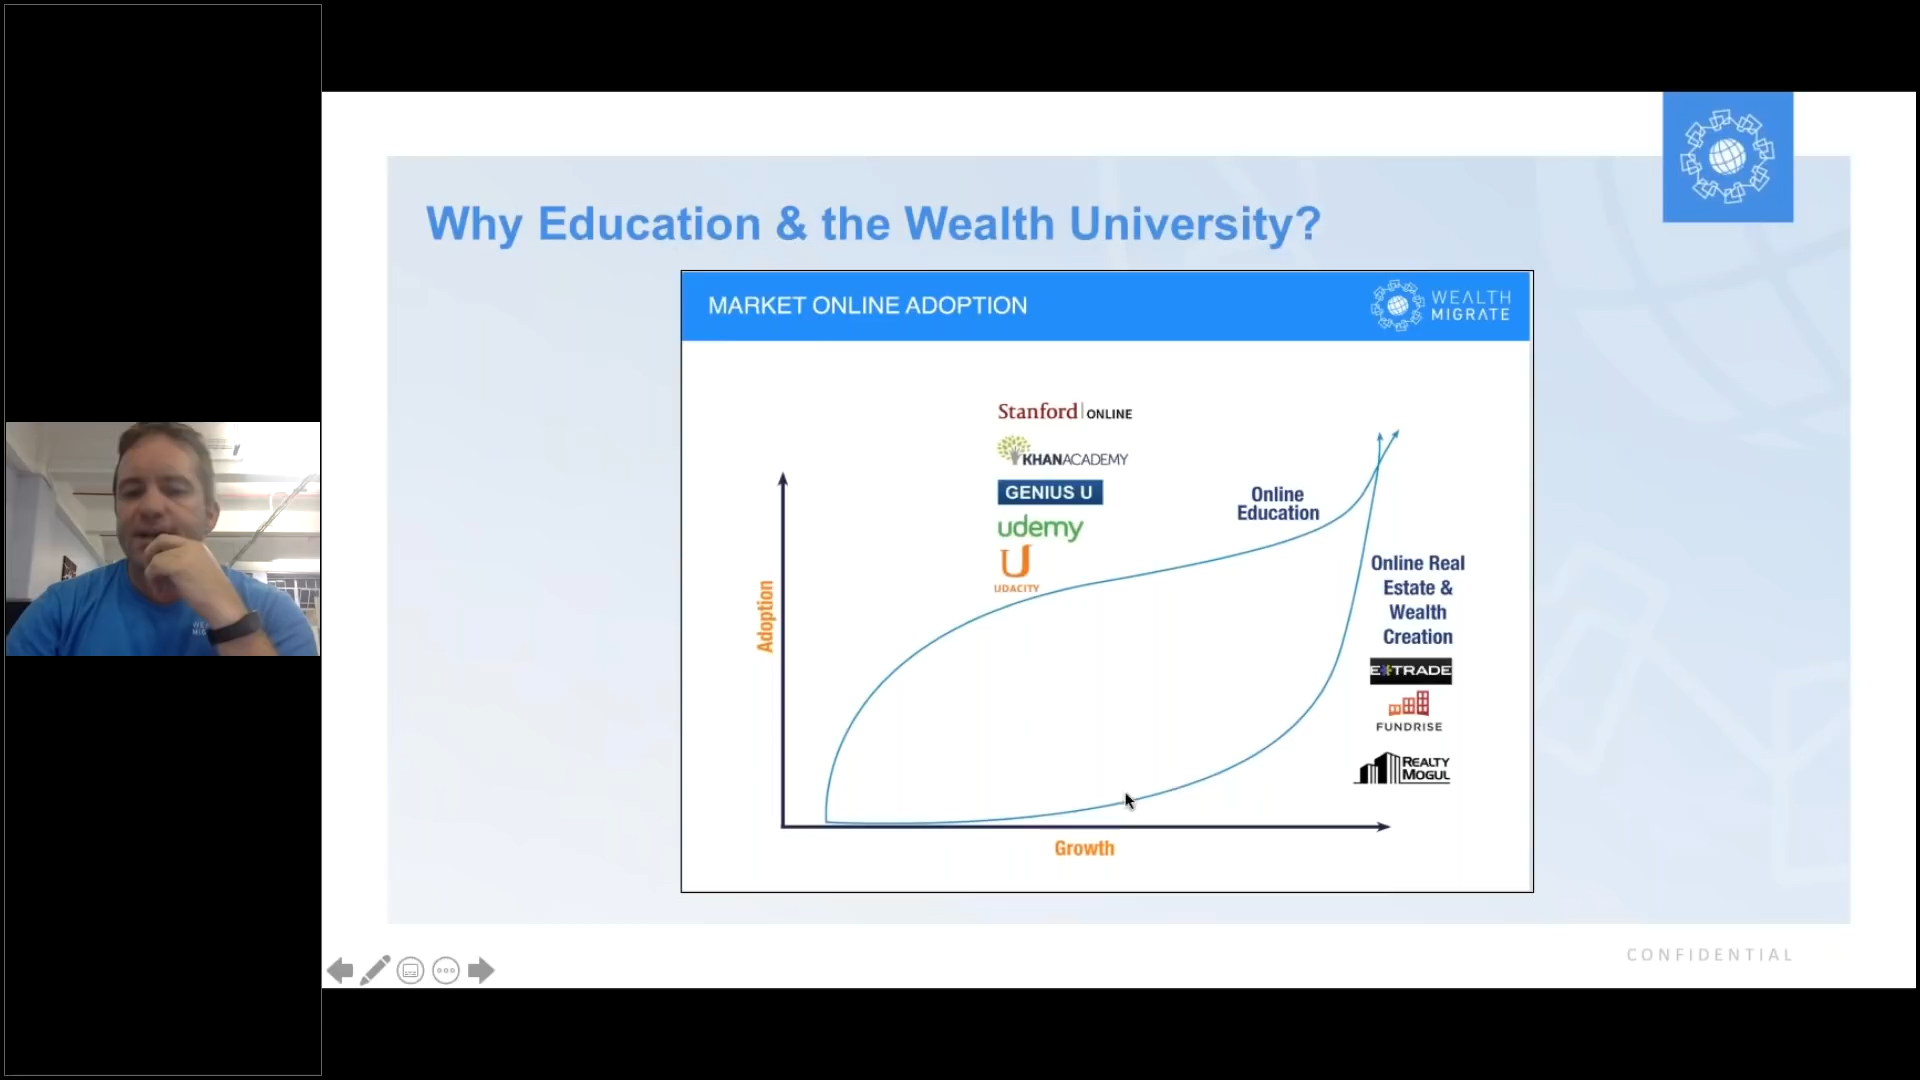 Why Education & the Wealth University?
MARKET ONLINE ADOPTION
WEALTH
MIGRATE
Stanford ONLINE
KHANACADEMY
GENIUS U
udemy
U
UDACITY
Online
Education
Online Real
Estate &
Wealth
Creation
E*TRADE
FUNDRISE
REALTY
MOGUL
Adoption
Growth
CONFIDENTIAL